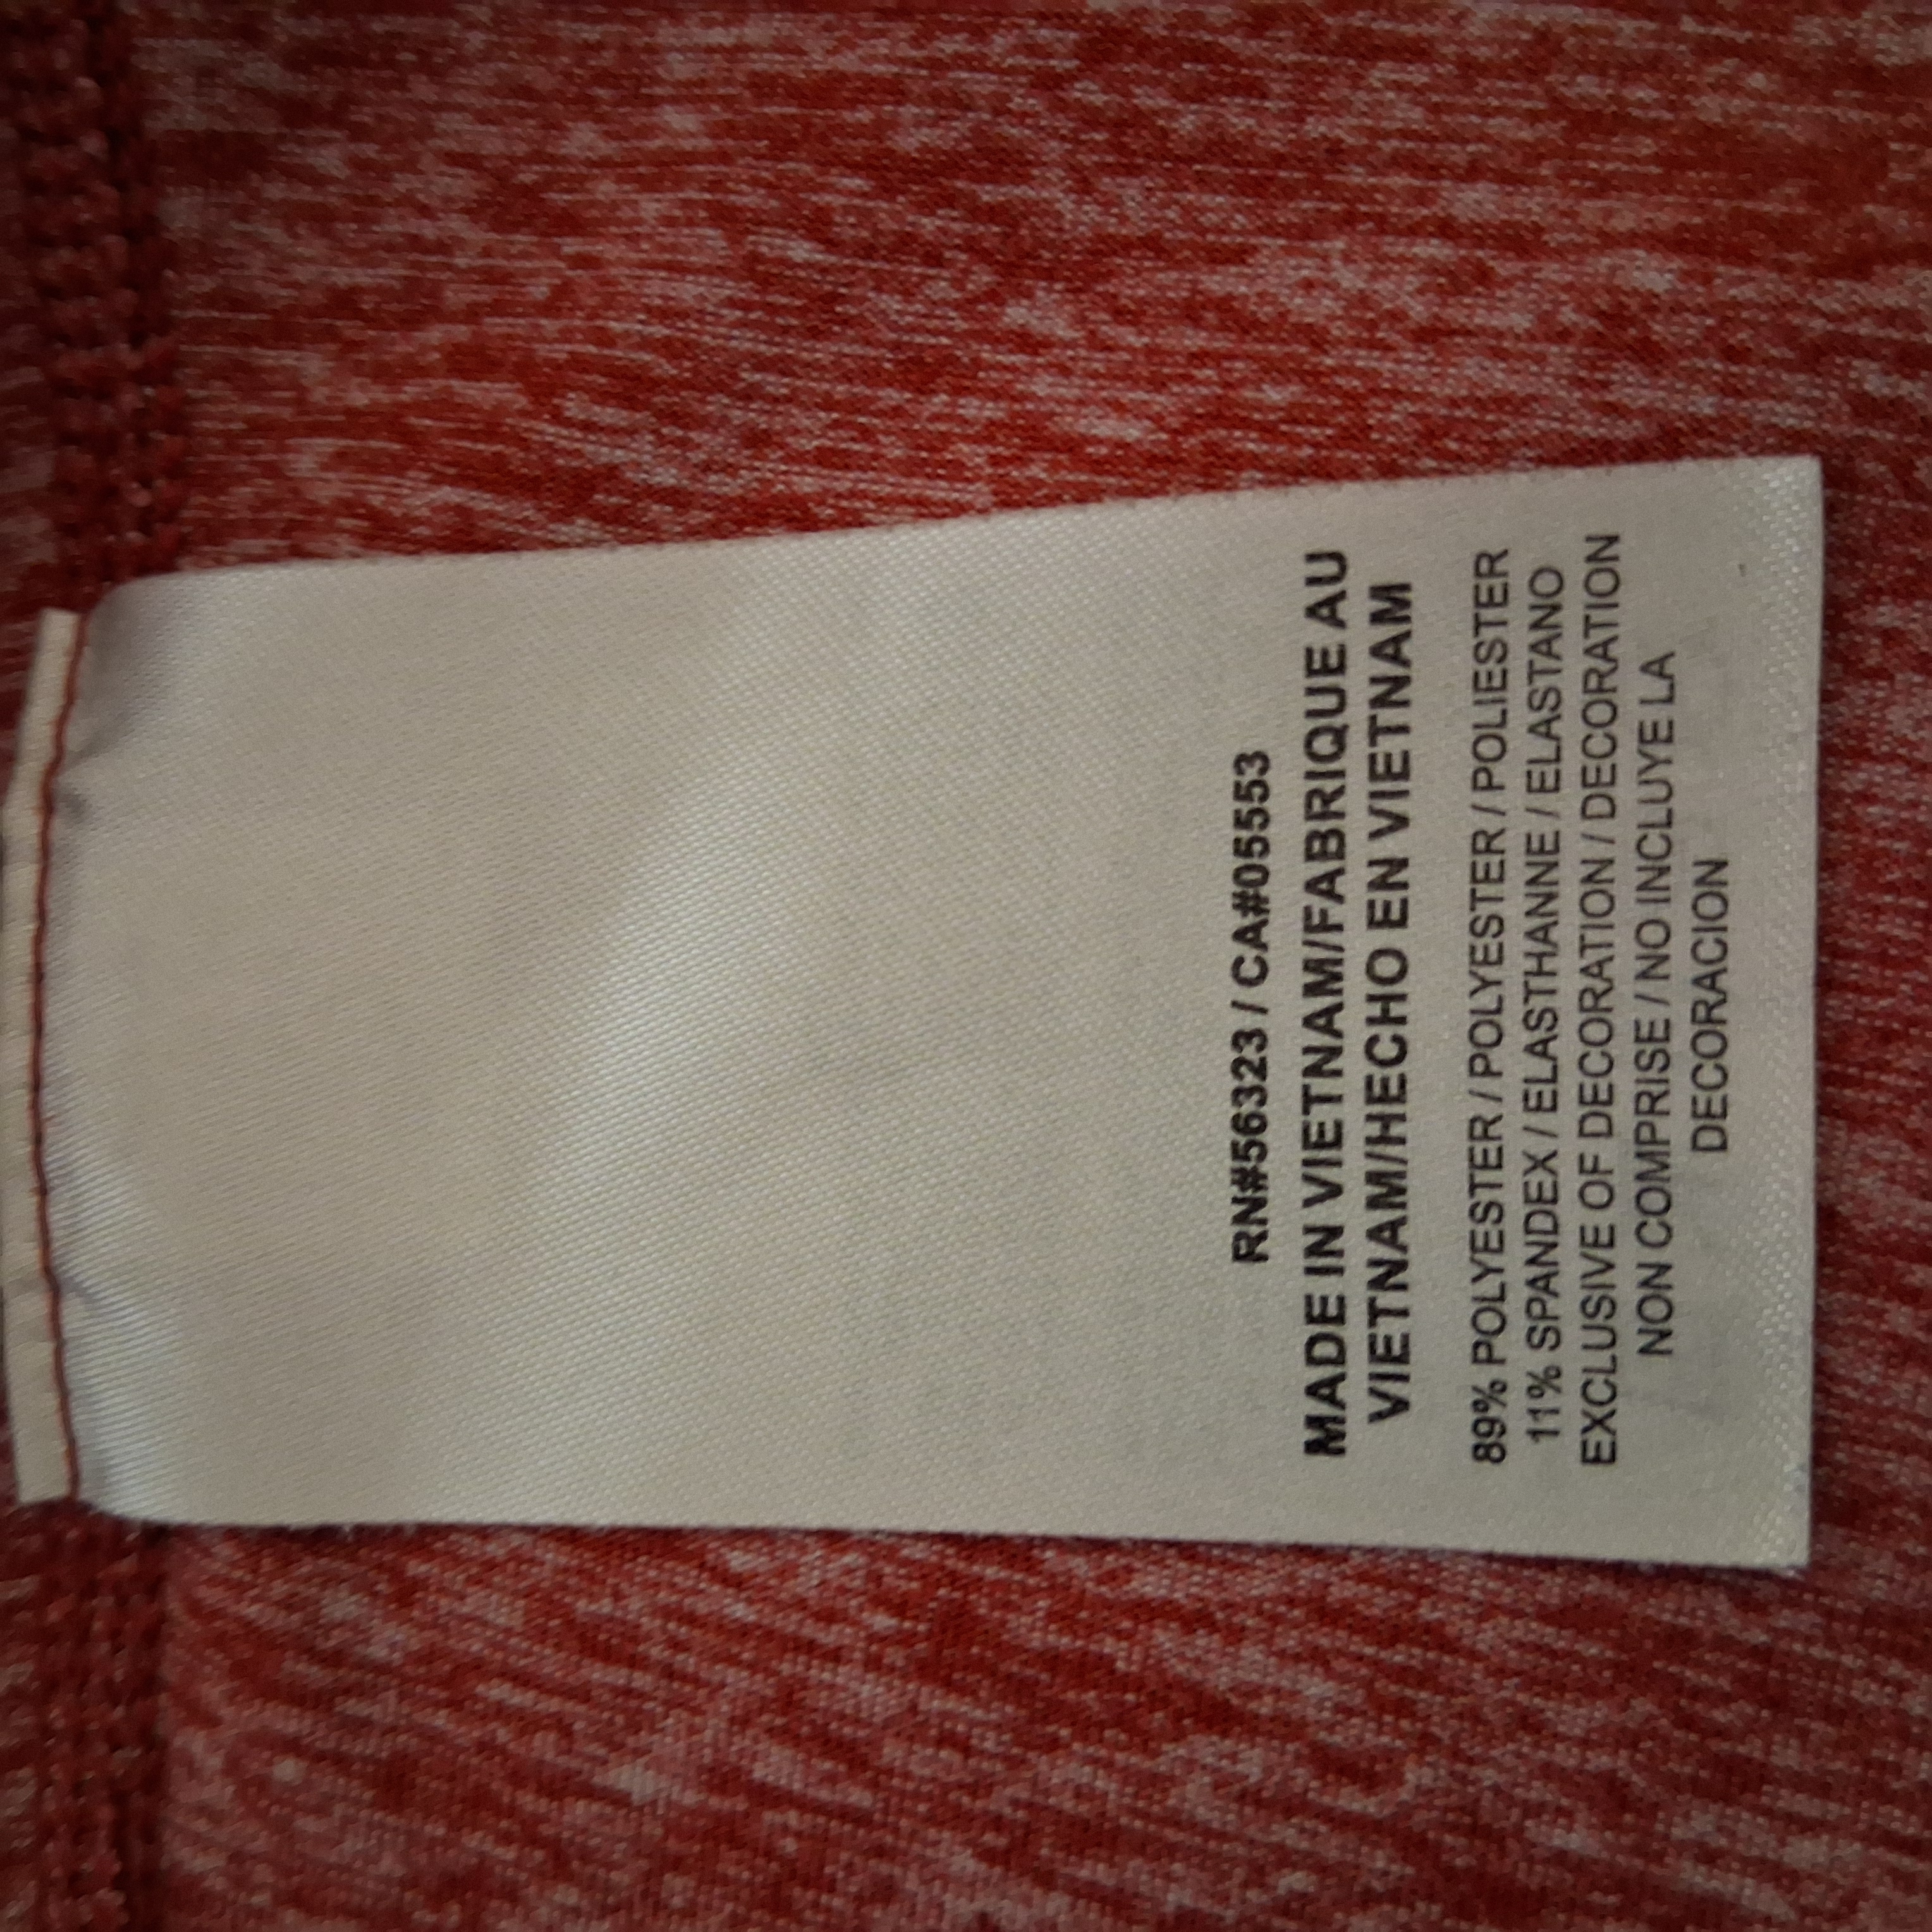 RN#56323 / CA#05553
MADE IN VIETNAM/FABRIQUE AU
VIETNAM/HECHO EN VIETNAM
89% POLYESTER / POLYESTER / POLIESTER
11% SPANDEX / ELASTHANNE / ELASTANO
EXCLUSIVE OF DECORATION / DECORATION
NON COMPRISE / NO INCLUYE LA
DECORACION